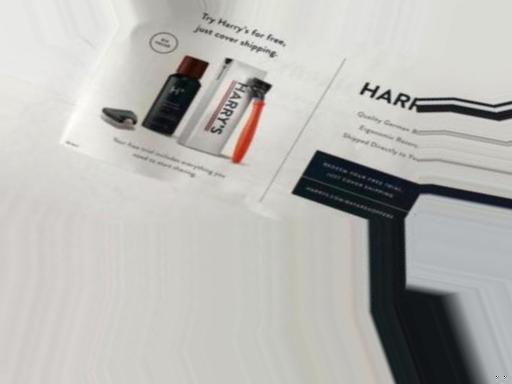 Try Harry's for free,
just cover shipping.
HARRY'S
Your free trial includes everything you
need to start shaving.
HARR
Quality German
Ergonomic Razors
Shipped Directly to You
REDEEM YOUR FREE TRIAL,
JUST COVER SHIPPING